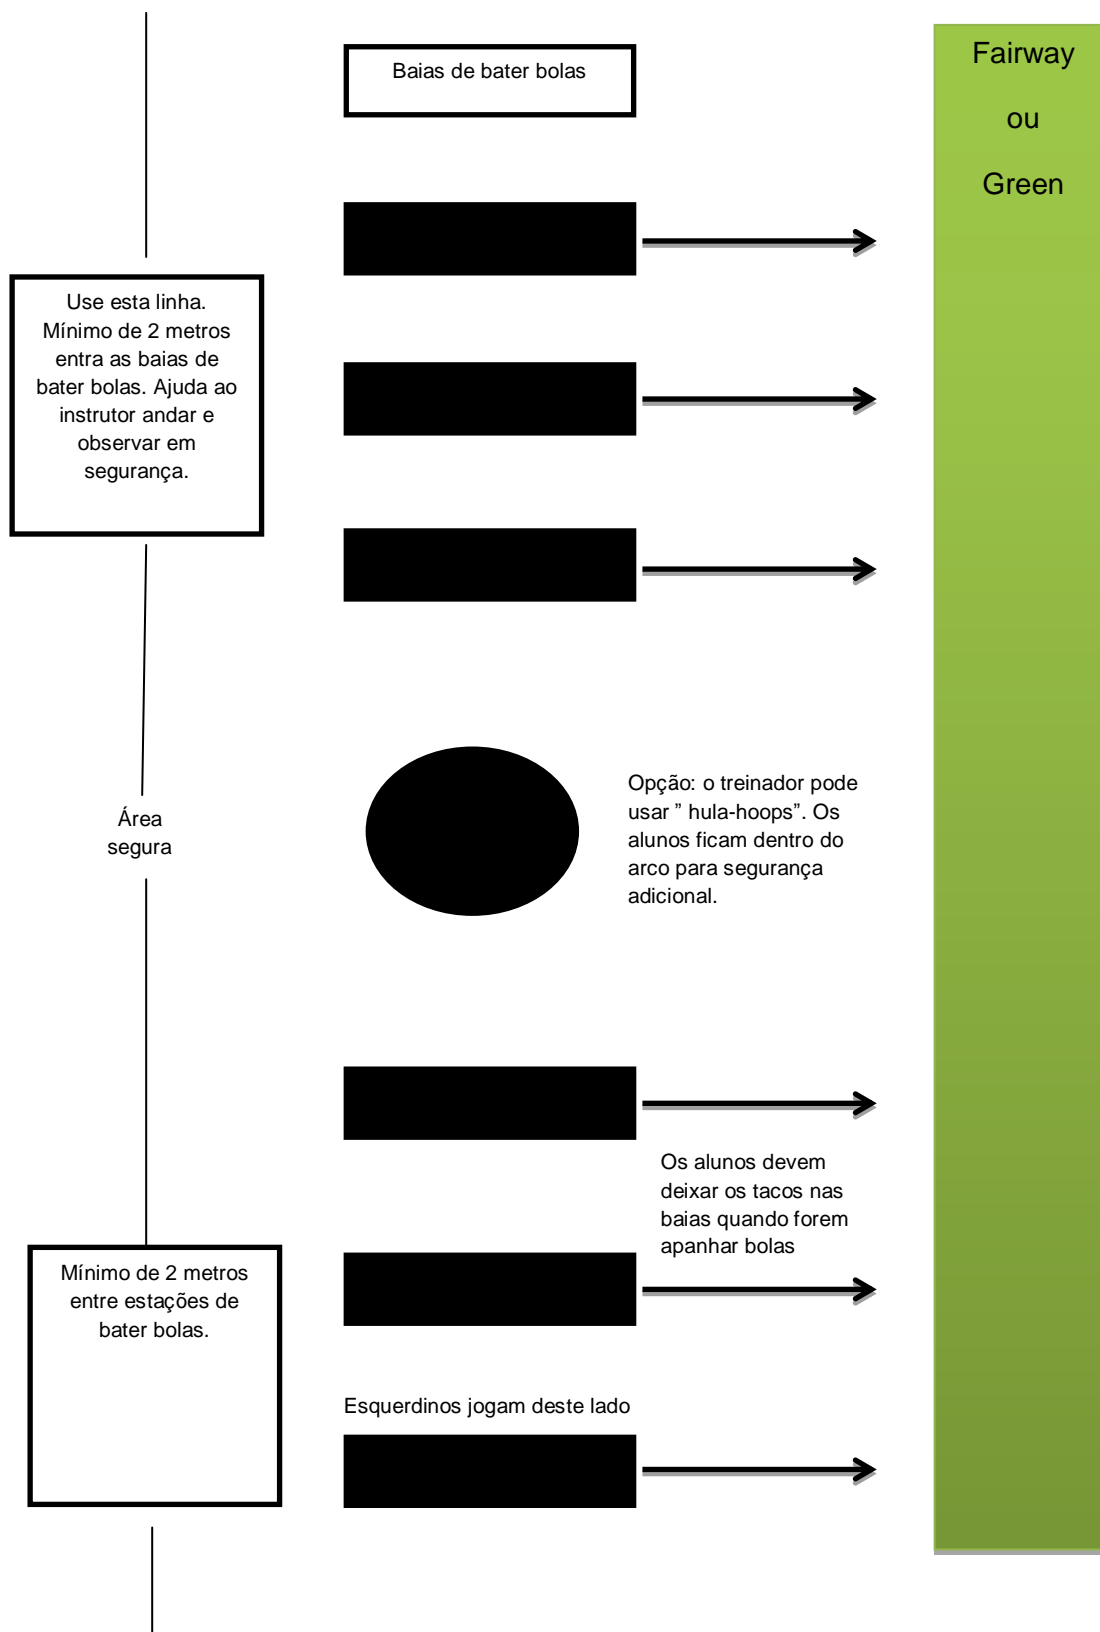 Baias de bater bolas
Fairway
ou
Green
Use esta linha.
Mínimo de 2 metros
entra as baias de
bater bolas. Ajuda ao
instrutor andar e
observar em
segurança.
Área
segura
Opção: o treinador pode
usar ” hula-hoops”. Os
alunos ficam dentro do
arco para segurança
adicional.
Os alunos devem
deixar os tacos nas
baias quando forem
apanhar bolas
Mínimo de 2 metros
entre estações de
bater bolas.
Esquerdinos jogam deste lado